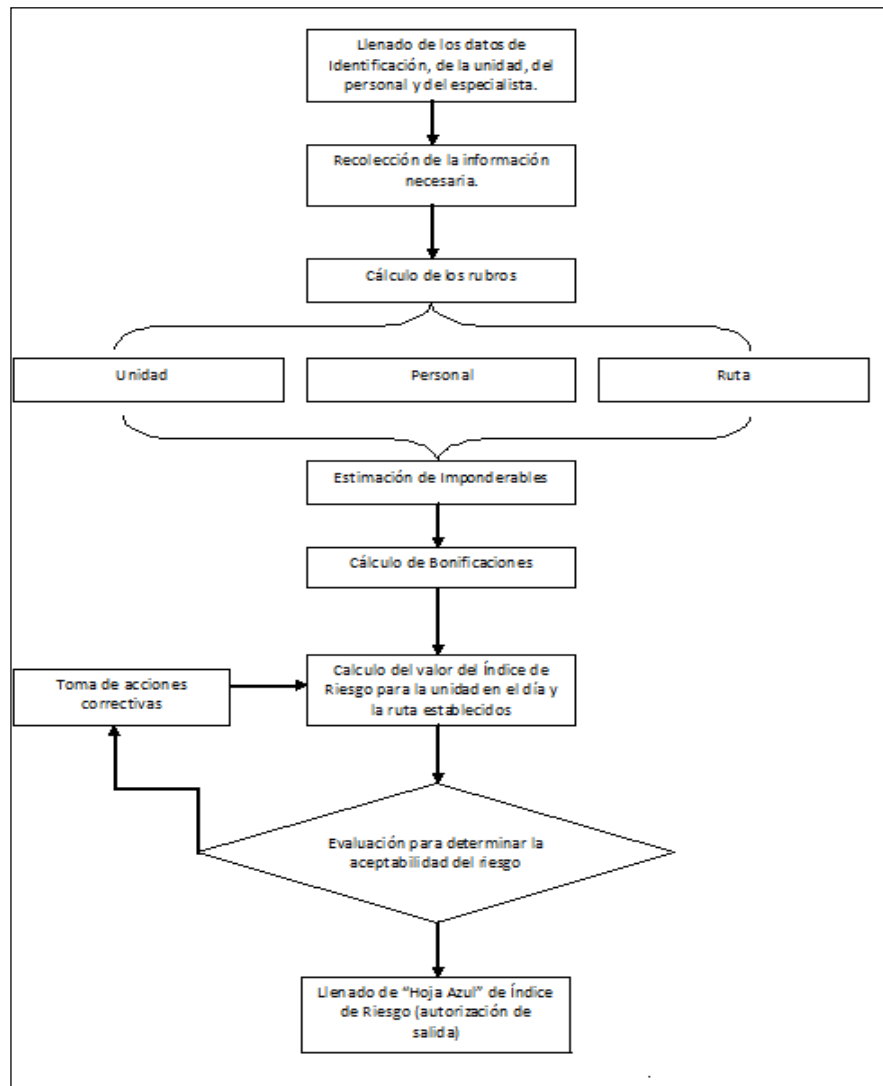 Llenado de los datos de
Identificación, de la unidad, del
personal y del especialista.
Recolección de la información
necesaria.
Cálculo de los rubros
Unidad
Personal
Ruta
Estimación de Imponderables
Cálculo de Bonificaciones
Toma de acciones
correctivas
Calculo del valor del Índice de
Riesgo para la unidad en el día y
la ruta establecidos
Evaluación para determinar la
aceptabilidad del riesgo
Llenado de “Hoja Azul” de Índice
de Riesgo (autorización de
salida)